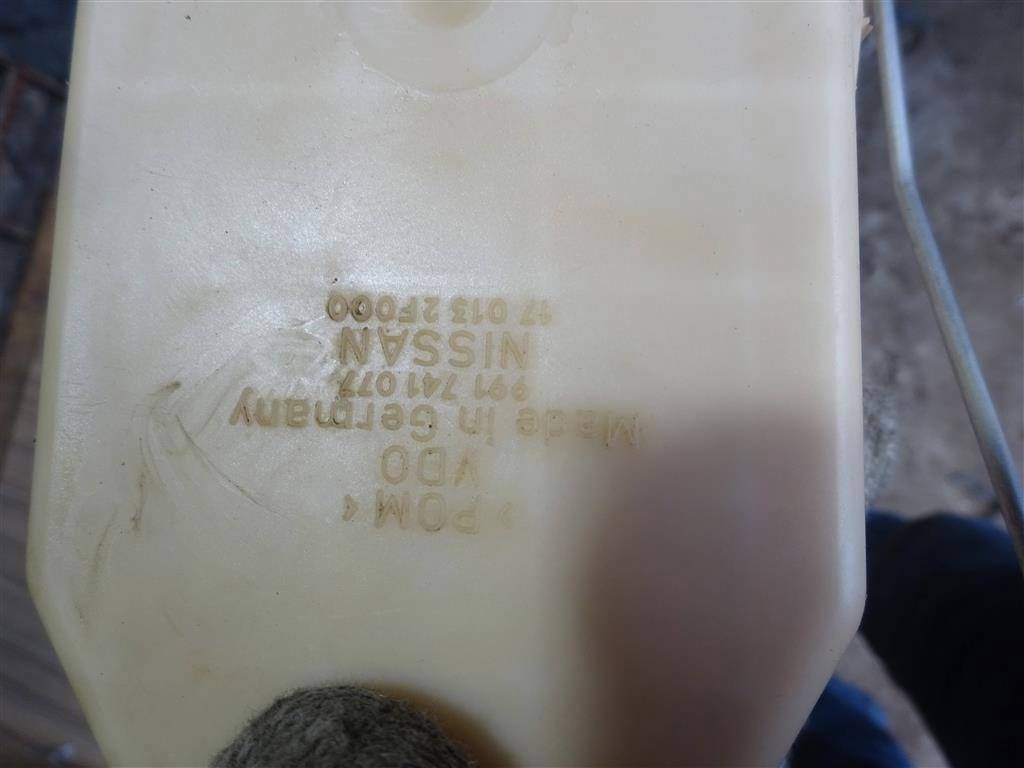 >POM<
VDO
Made in Germany
991 741 077
NISSAN
17 013 2F000